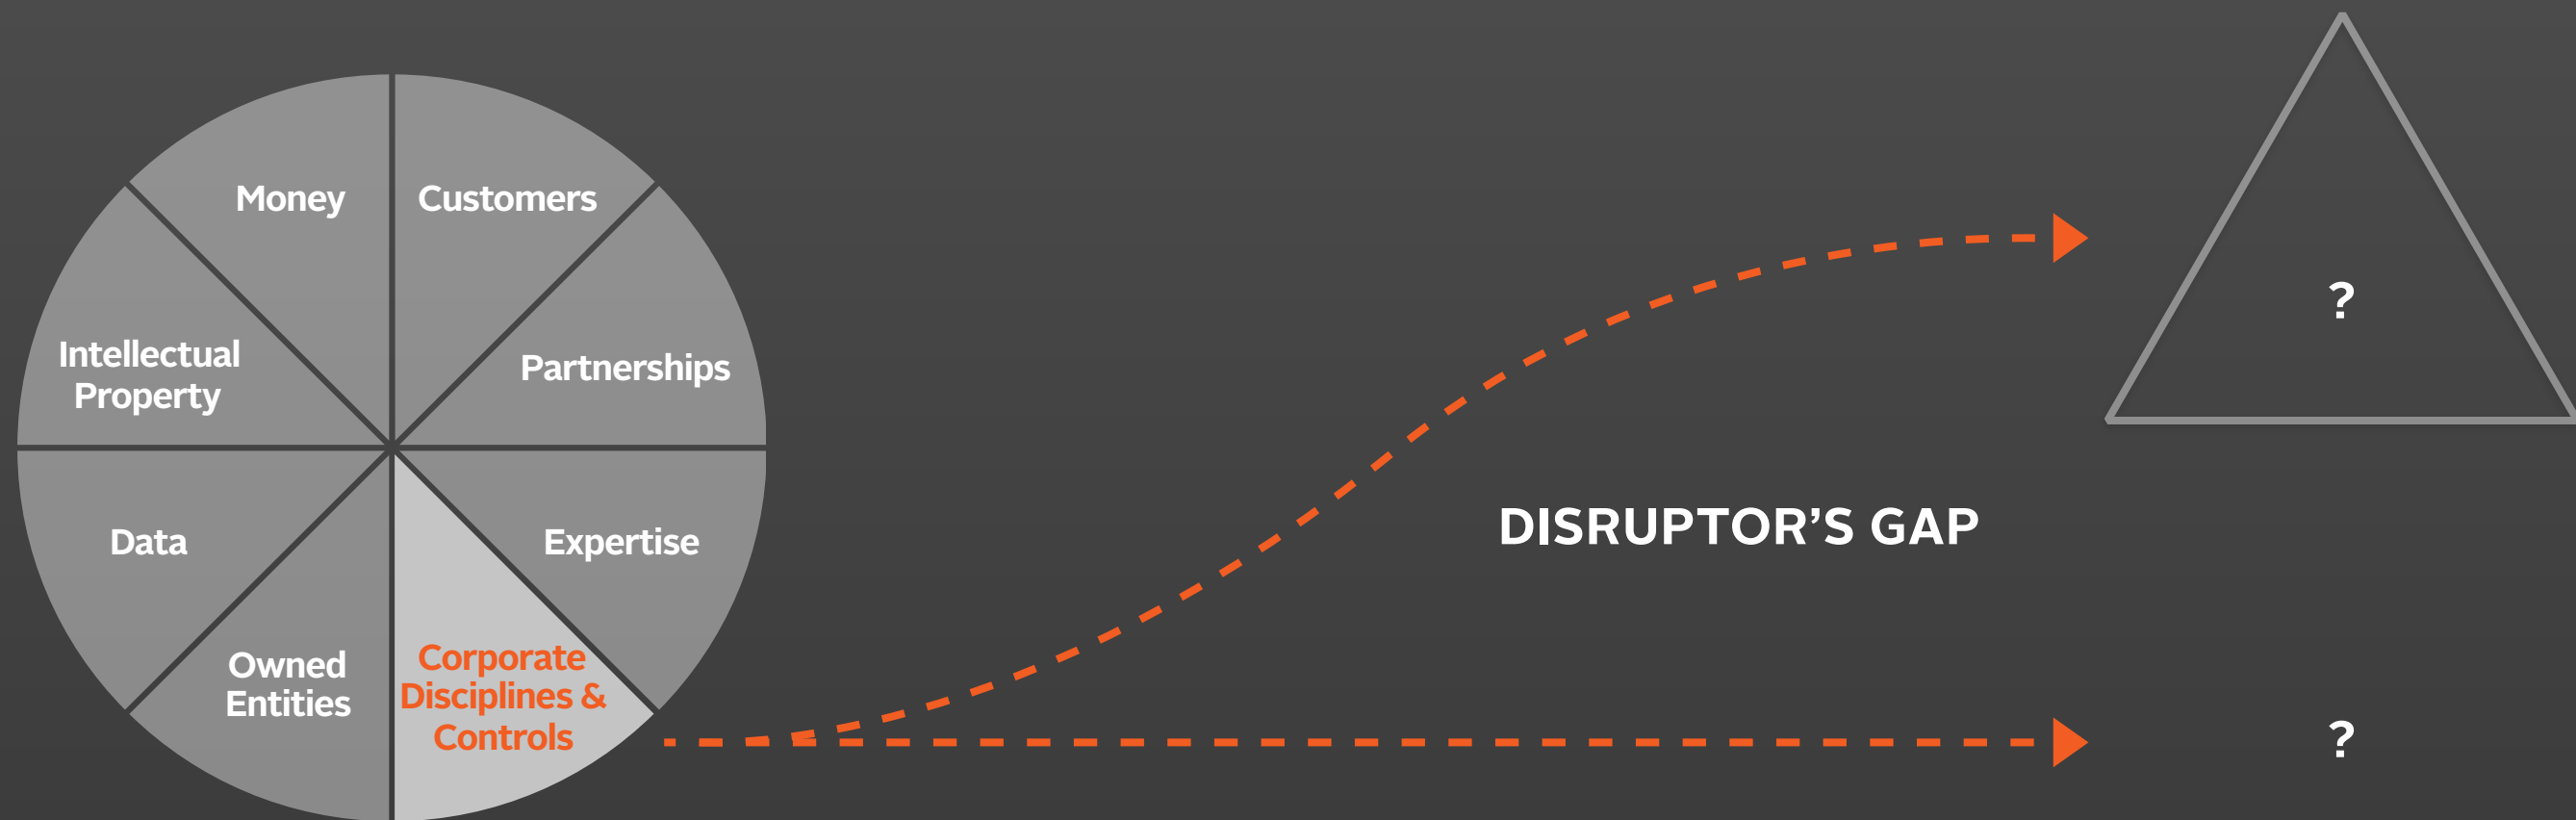 Money
Customers
Intellectual
Property
Partnerships
Data
Expertise
Owned
Entities
Corporate
Disciplines &
Controls
DISRUPTOR’S GAP
?
?